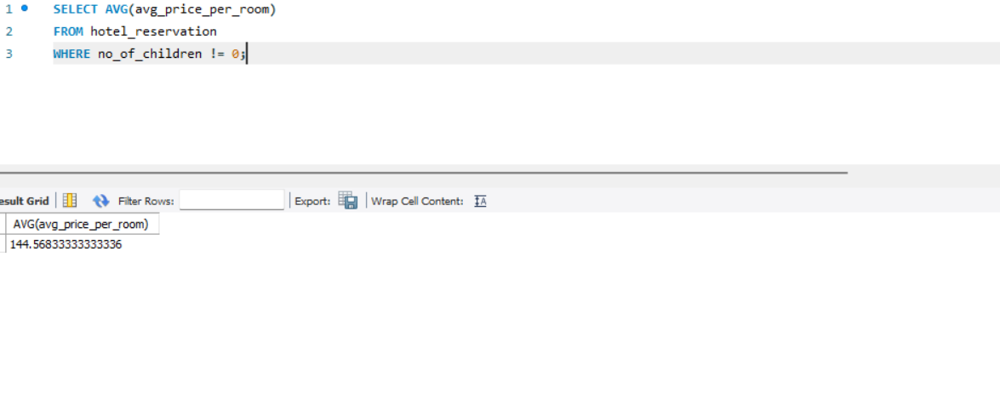 1 SELECT AVG(avg_price_per_room)
2 FROM hotel_reservation
3 WHERE no_of_children != 0;
esult Grid Filter Rows: Export: Wrap Cell Content: IA
AVG(avg_price_per_room)
144.56833333333336